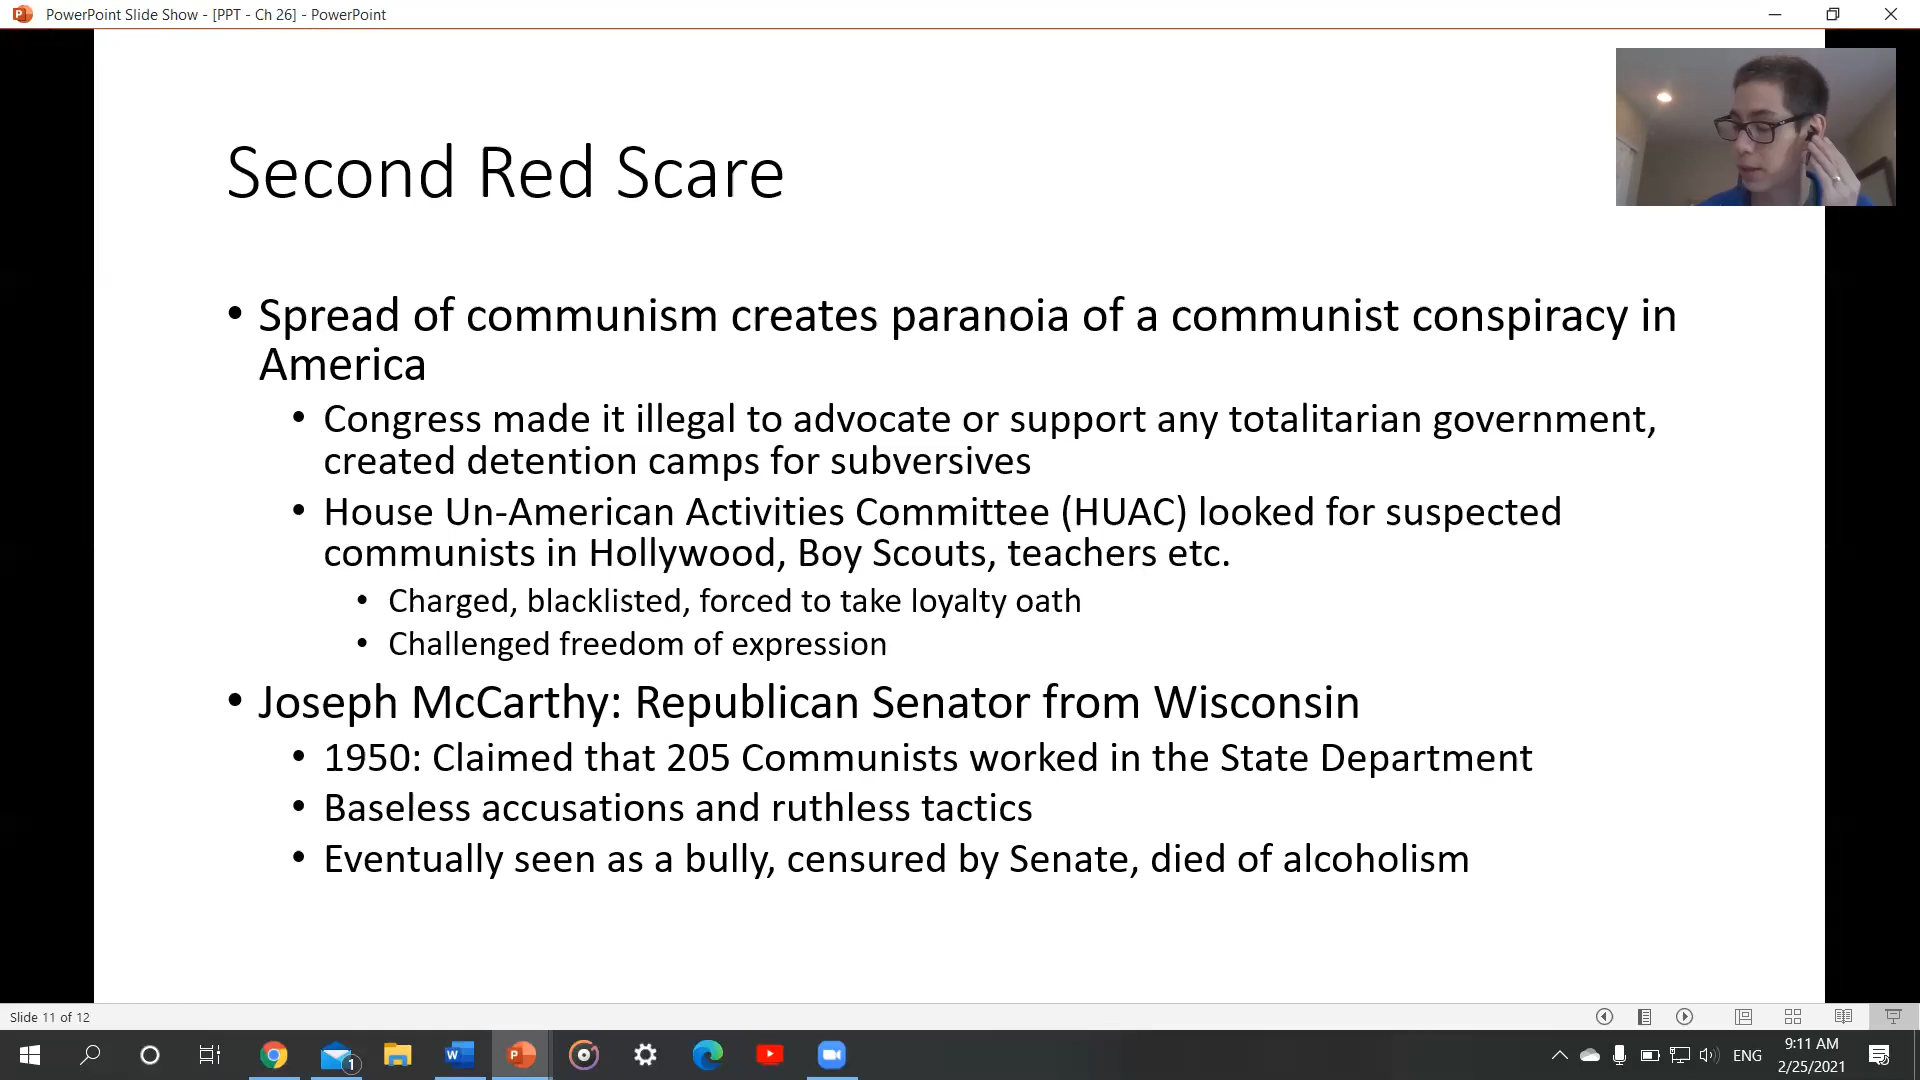 PowerPoint Slide Show - [PPT - Ch 26] - PowerPoint
Second Red Scare
• Spread of communism creates paranoia of a communist conspiracy in
America
• Congress made it illegal to advocate or support any totalitarian government,
created detention camps for subversives
• House Un-American Activities Committee (HUAC) looked for suspected
communists in Hollywood, Boy Scouts, teachers etc.
• Charged, blacklisted, forced to take loyalty oath
• Challenged freedom of expression
• Joseph McCarthy: Republican Senator from Wisconsin
• 1950: Claimed that 205 Communists worked in the State Department
• Baseless accusations and ruthless tactics
• Eventually seen as a bully, censured by Senate, died of alcoholism
Slide 11 of 12
1
ENG
9:11 AM
2/25/2021